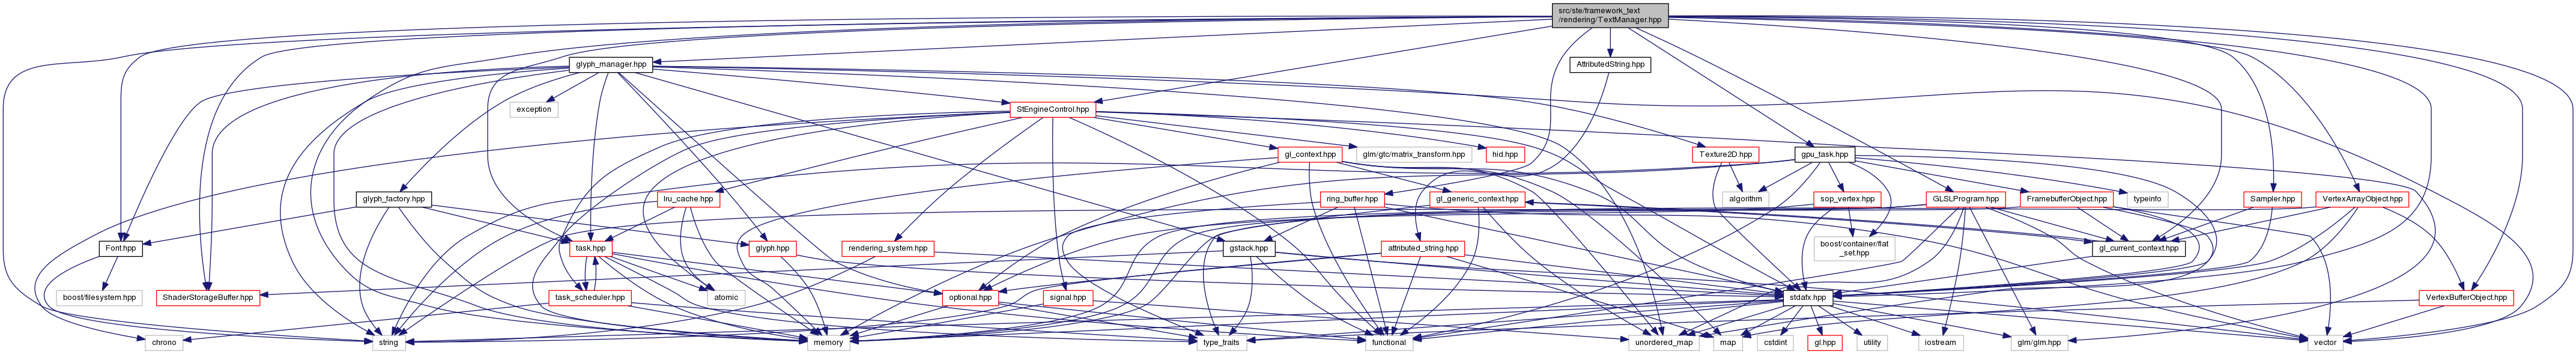 src/ste/framework_text
/rendering/TextManager.hpp
glyph_manager.hpp
AttributedString.hpp
exception
StEngineControl.hpp
gl_context.hpp
glm/gtc/matrix_transform.hpp
hid.hpp
Texture2D.hpp
gpu_task.hpp
glyph_factory.hpp
lru_cache.hpp
ring_buffer.hpp
gl_generic_context.hpp
algorithm
sop_vertex.hpp
GLSLProgram.hpp
FramebufferObject.hpp
typeinfo
Sampler.hpp
VertexArrayObject.hpp
Font.hpp
task.hpp
glyph.hpp
rendering_system.hpp
gstack.hpp
attributed_string.hpp
boost/container/flat
_set.hpp
gl_current_context.hpp
boost/filesystem.hpp
ShaderStorageBuffer.hpp
task_scheduler.hpp
atomic
optional.hpp
signal.hpp
stdafx.hpp
VertexBufferObject.hpp
chrono
string
memory
type_traits
functional
unordered_map
map
cstdint
gl.hpp
utility
iostream
glm/glm.hpp
vector